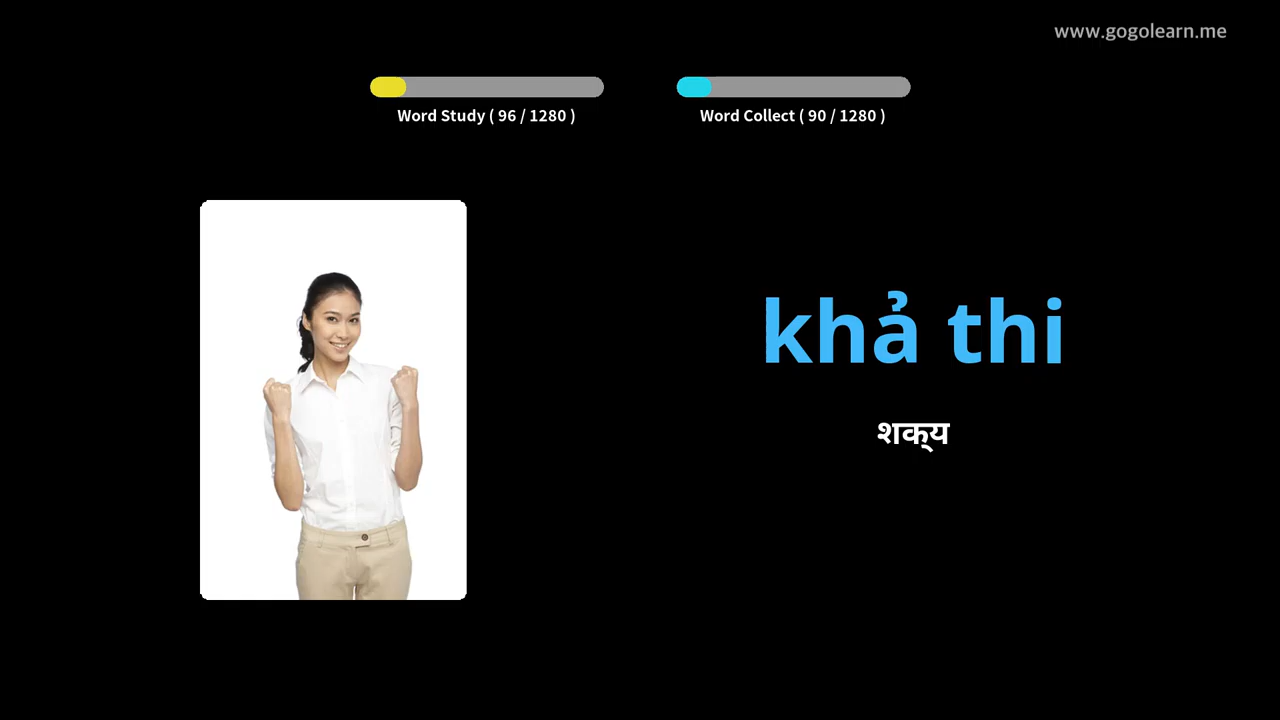 www.gogolearn.me
Word Study ( 96 / 1280 )
Word Collect ( 90 / 1280 )
khả thi
शक्य